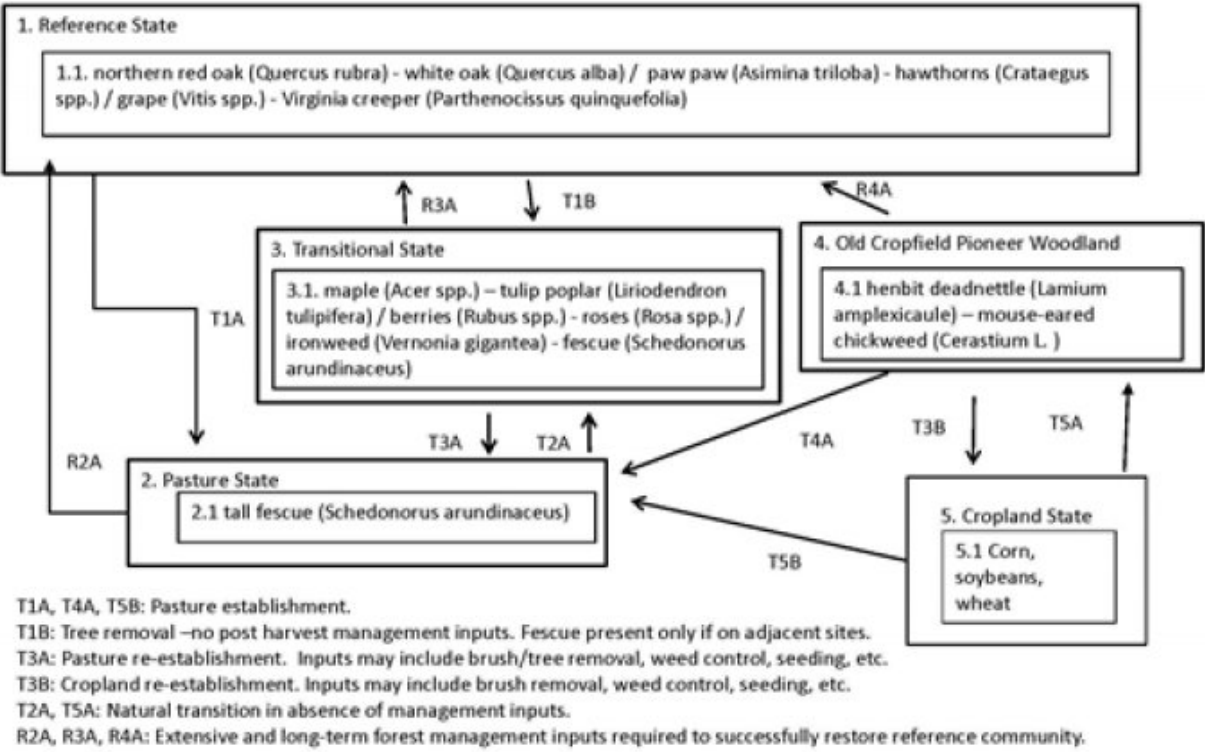 1. Reference State
1.1. northern red oak (Quercus rubra) - white oak (Quercus alba) / paw paw (Asimina triloba) - hawthorns (Crataegus
spp.) / grape (Vitis spp.) - Virginia creeper (Parthenocissus quinquefolia)
R3A
T1B
R4A
3. Transitional State
3.1. maple (Acer spp.) – tulip poplar (Liriodendron
tulipifera) / berries (Rubus spp.) - roses (Rosa spp.) /
ironweed (Vernonia gigantea) - fescue (Schedonorus
arundinaceus)
4. Old Cropfield Pioneer Woodland
4.1 henbit deadnettle (Lamium
amplexicaule) – mouse-eared
chickweed (Cerastium L. )
T1A
T3A
T2A
T4A
T3B
T5A
R2A
2. Pasture State
2.1 tall fescue (Schedonorus arundinaceus)
5. Cropland State
5.1 Corn,
soybeans,
wheat
T5B
T1A, T4A, T5B: Pasture establishment.
T1B: Tree removal –no post harvest management inputs. Fescue present only if on adjacent sites.
T3A: Pasture re-establishment. Inputs may include brush/tree removal, weed control, seeding, etc.
T3B: Cropland re-establishment. Inputs may include brush removal, weed control, seeding, etc.
T2A, T5A: Natural transition in absence of management inputs.
R2A, R3A, R4A: Extensive and long-term forest management inputs required to successfully restore reference community.